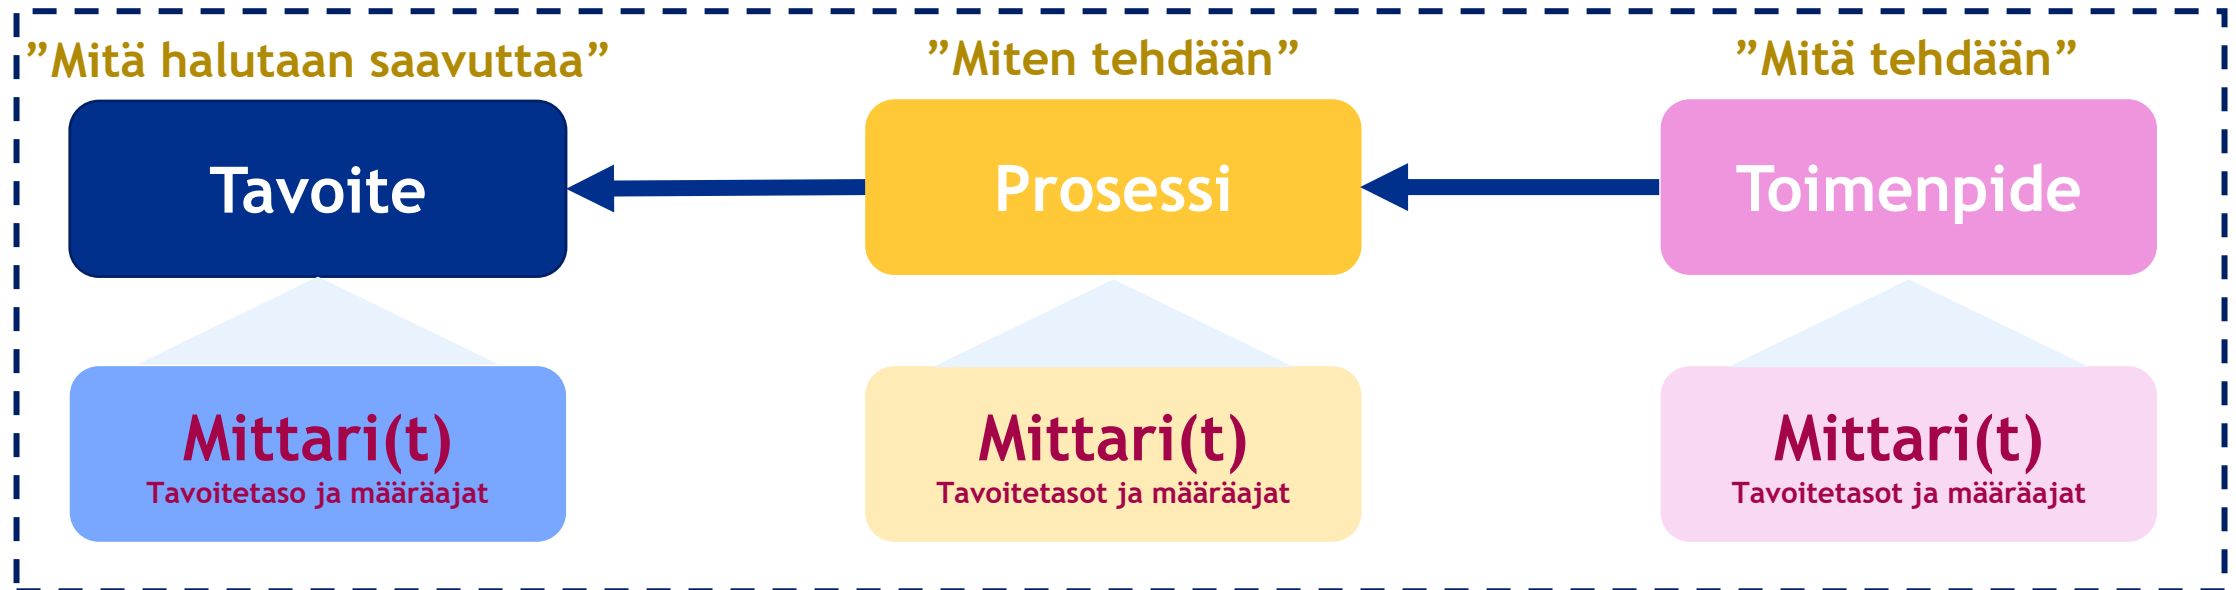 ”Mitä halutaan saavuttaa”
”Miten tehdään”
”Mitä tehdään”
Tavoite
Prosessi
Toimenpide
Mittari(t)
Tavoitetaso ja määräajat
Mittari(t)
Tavoitetasot ja määräajat
Mittari(t)
Tavoitetasot ja määräajat